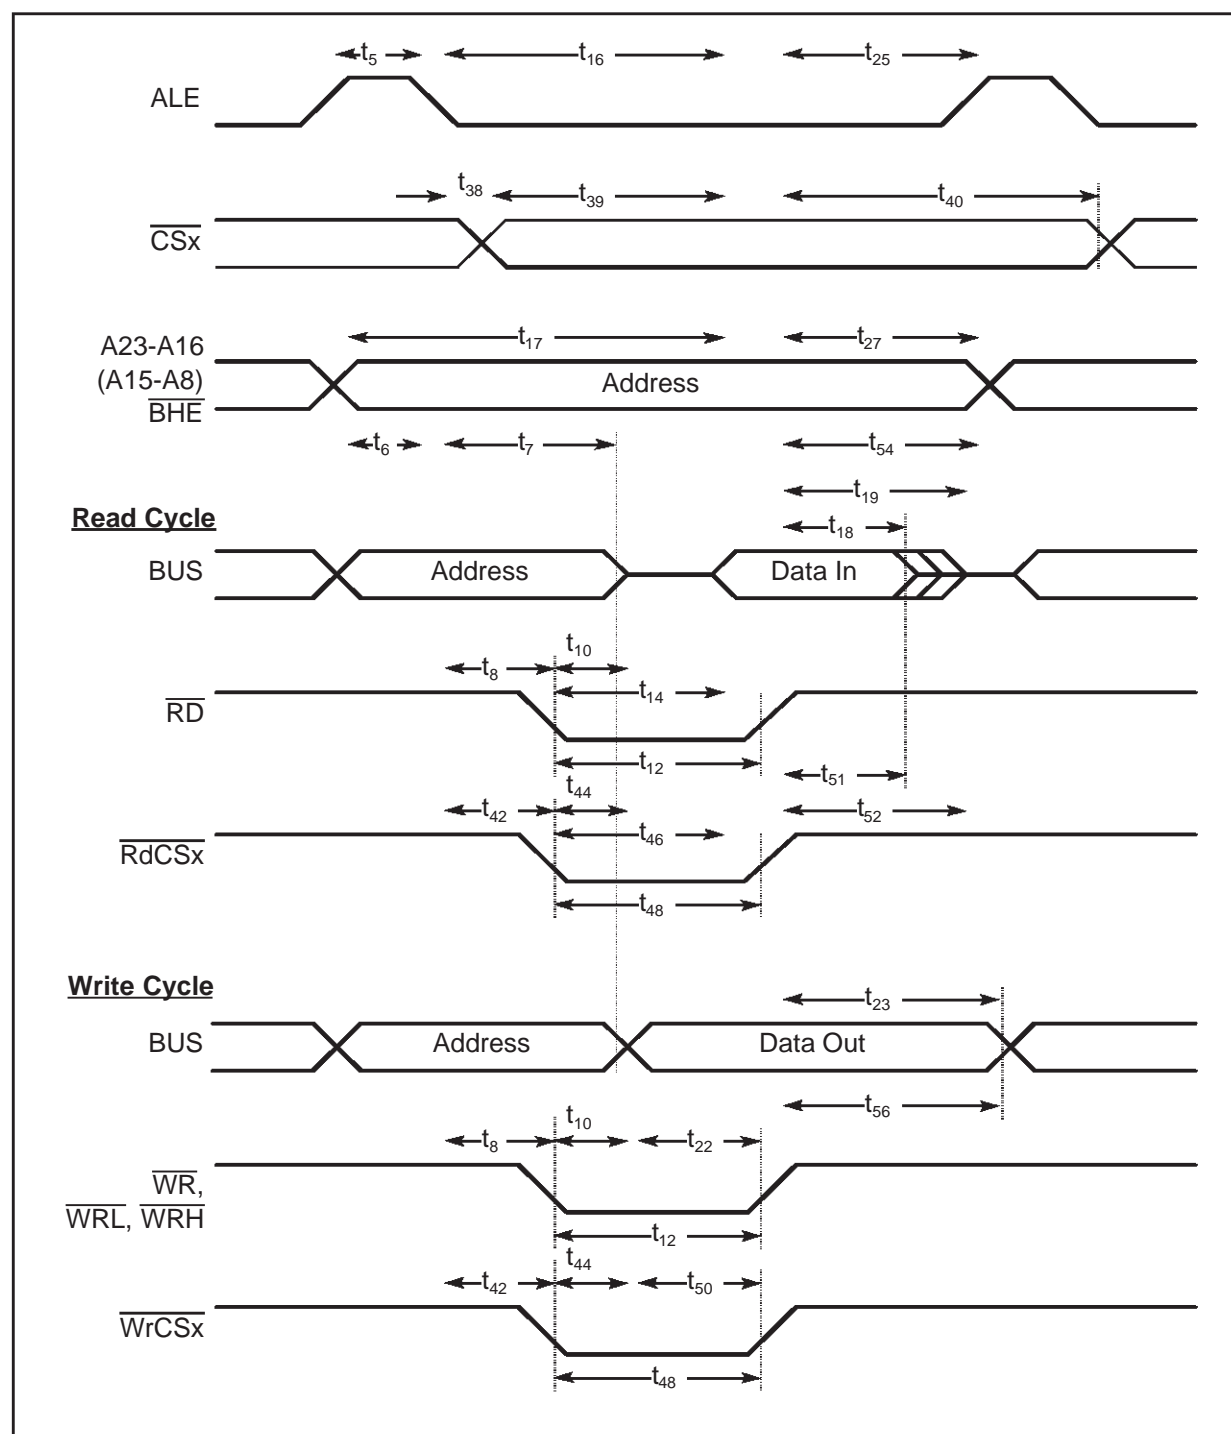 t5 t16 t25
ALE
t38 t39 t40
CSx
t17 t27
A23-A16
(A15-A8)
BHE
Address
t6 t7 t54
t19
Read Cycle
t18
BUS Address Data In
t10
t8
t14
RD
t12
t51
t44
t42 t52
t46
RdCSx
t48
Write Cycle
t23
BUS Address Data Out
t56
t10
t8 t22
WR,
WRL, WRH
t12
t44
t42 t50
WrCSx
t48